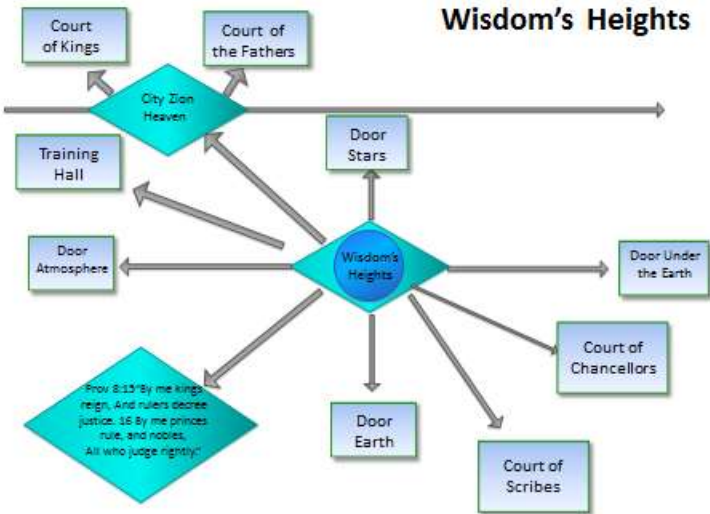 Wisdom's Heights
Court
of Kings
Court of
the Fathers
City Zion
Heaven
Training
Hall
Door
Stars
Door
Atmosphere
Wisdom's
Heights
Door Under
the Earth
Court of
Chancellors
Prov 8:15"By me kings
reign, And rulers decree
justice. 16 By me princes
rule, and nobles,
All who judge rightly."
Door
Earth
Court of
Scribes